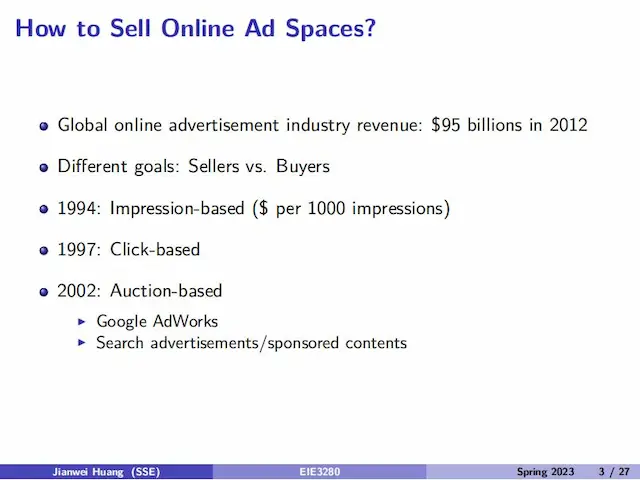 How to Sell Online Ad Spaces?
Global online advertisement industry revenue: $95 billions in 2012
Different goals: Sellers vs. Buyers
1994: Impression-based ($ per 1000 impressions)
1997: Click-based
2002: Auction-based
Google AdWorks
Search advertisements/sponsored contents
Jianwei Huang (SSE) EIE3280 Spring 2023 3 / 27